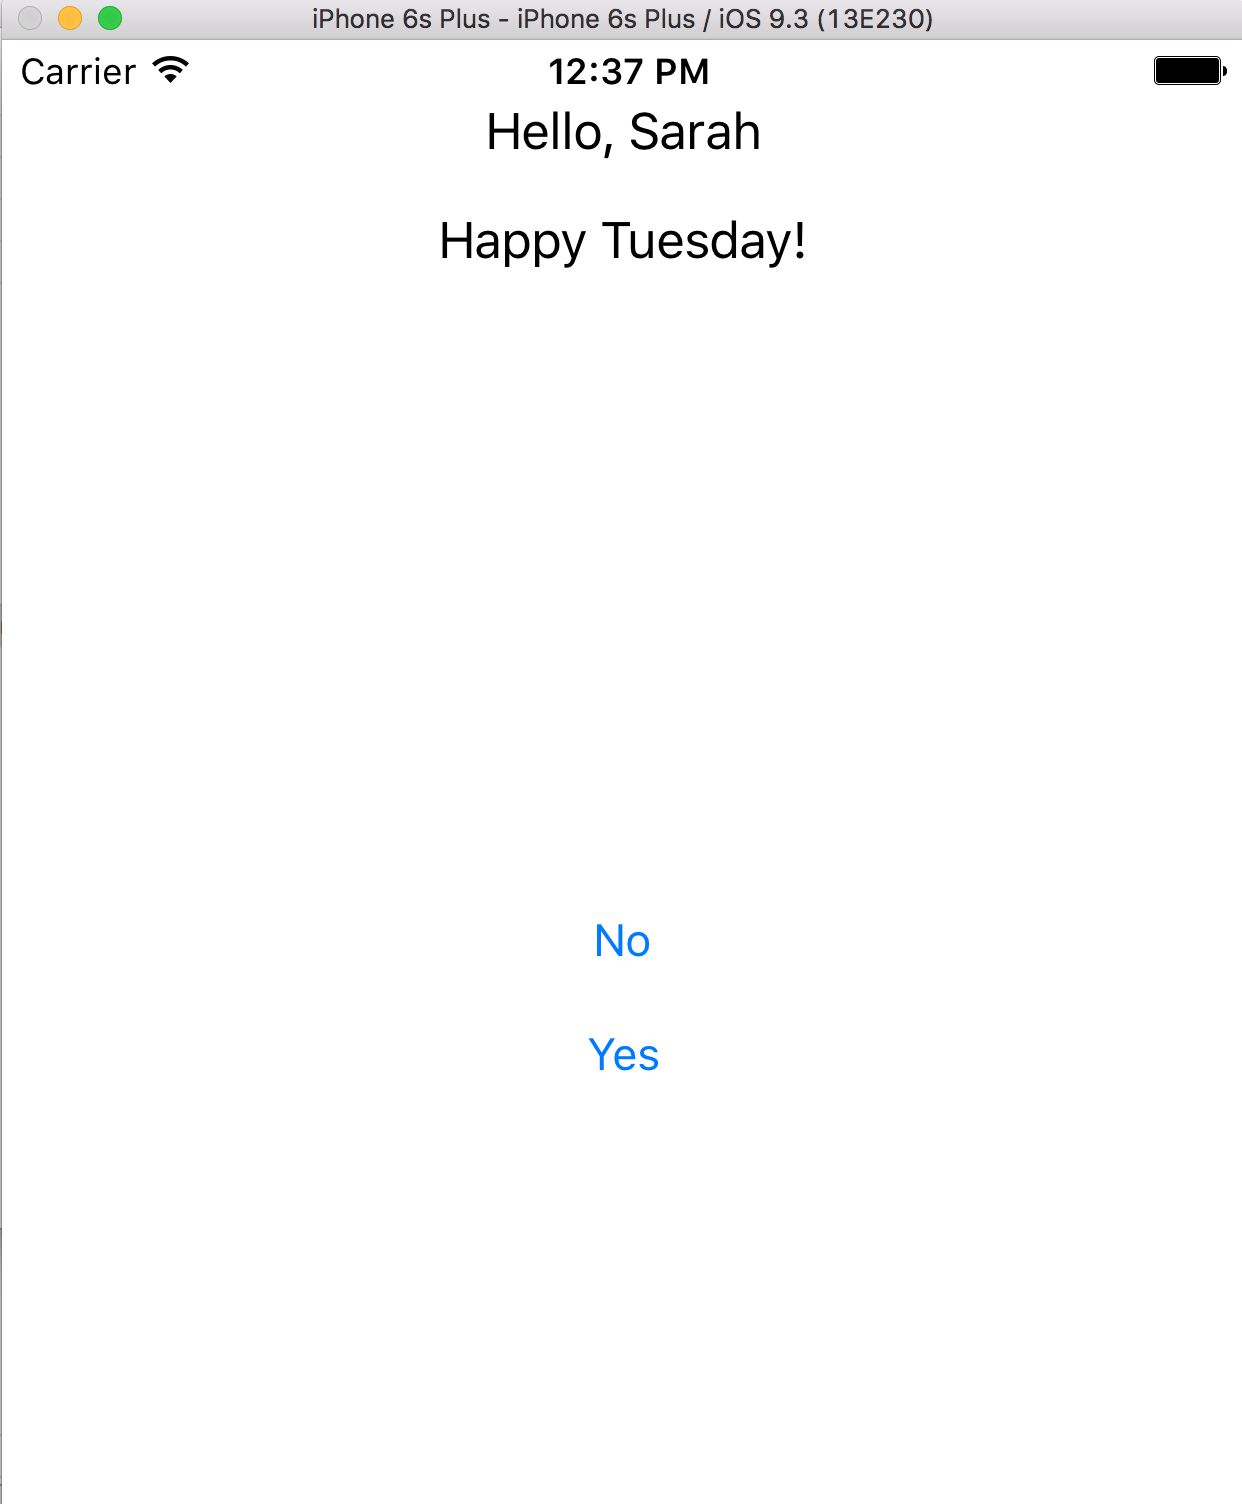 iPhone 6s Plus - iPhone 6s Plus / iOS 9.3 (13E230)
Carrier 12:37 PM
Hello, Sarah
Happy Tuesday!
No
Yes